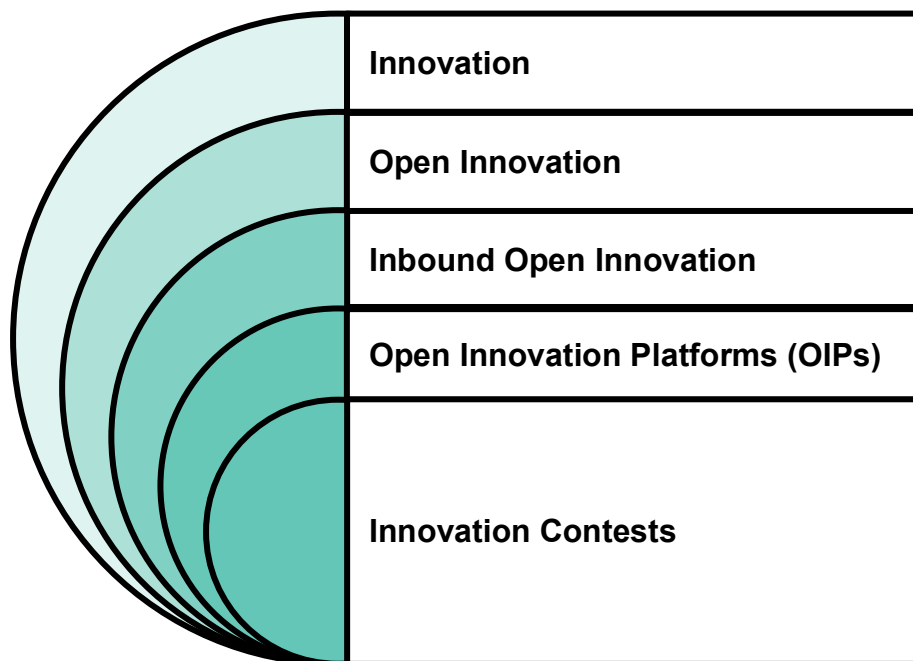 Innovation
Open Innovation
Inbound Open Innovation
Open Innovation Platforms (OIPs)
Innovation Contests